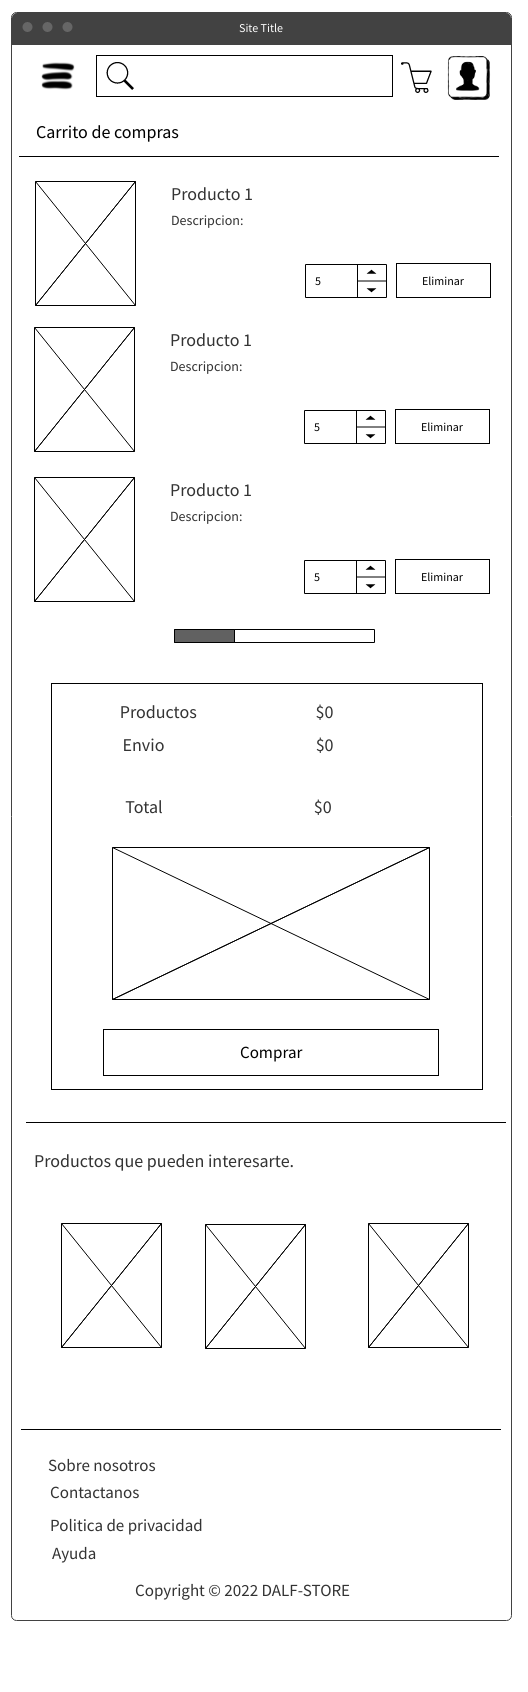 Site Title
Carrito de compras
Producto 1
Descripcion:
5
Eliminar
Producto 1
Descripcion:
5
Eliminar
Producto 1
Descripcion:
5
Eliminar
Productos $0
Envio $0
Total $0
Comprar
Productos que pueden interesarte.
Sobre nosotros
Contactanos
Politica de privacidad
Ayuda
Copyright © 2022 DALF-STORE